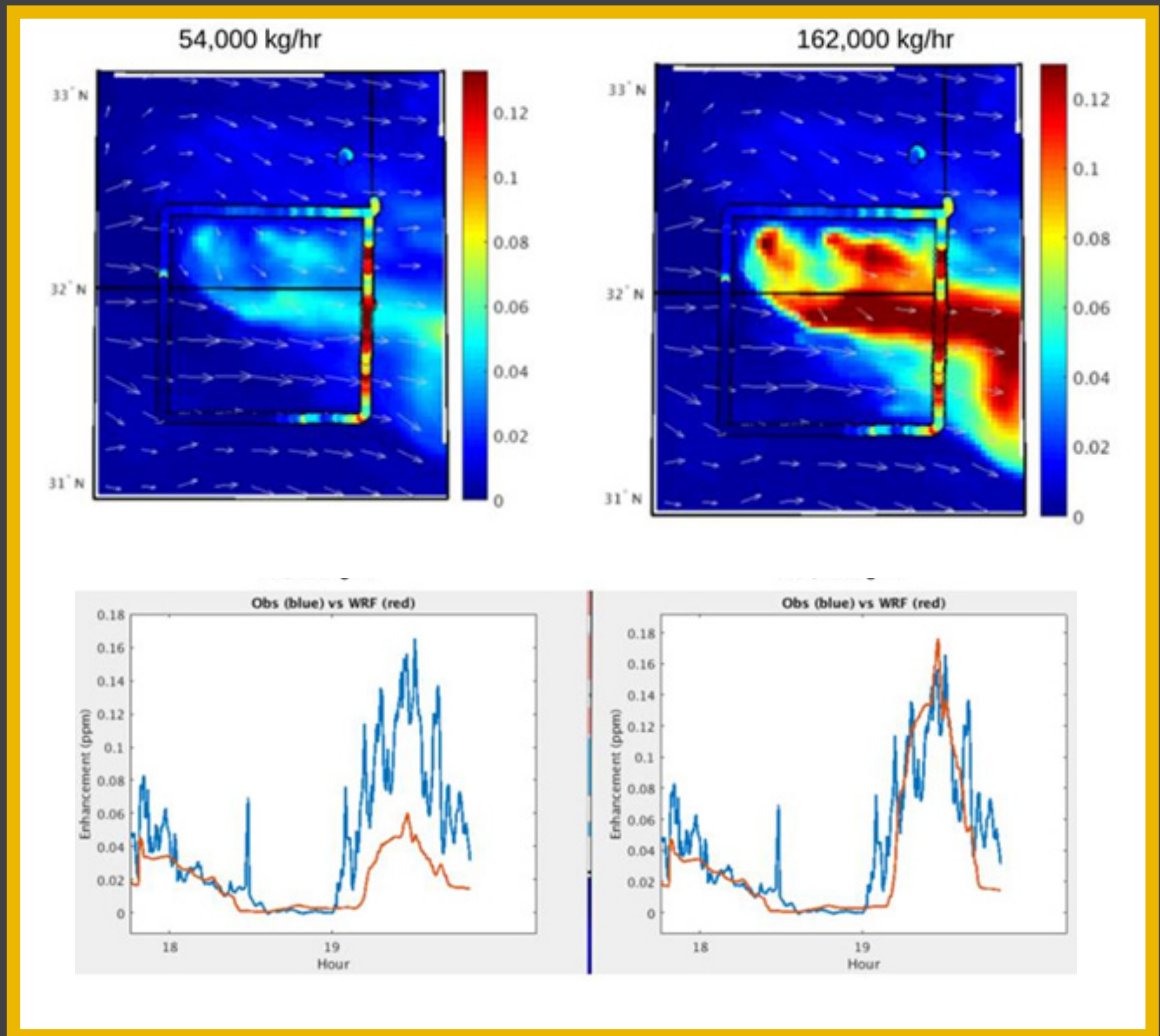 54,000 kg/hr
162,000 kg/hr
33° N
32° N
31° N
0.12
0.1
0.08
0.06
0.04
0.02
0
33° N
32° N
31° N
0.12
0.1
0.08
0.06
0.04
0.02
0
Obs (blue) vs WRF (red)
Enhancement (ppm)
0.18
0.16
0.14
0.12
0.1
0.08
0.06
0.04
0.02
0
18
19
Hour
Obs (blue) vs WRF (red)
Enhancement (ppm)
0.18
0.16
0.14
0.12
0.1
0.08
0.06
0.04
0.02
0
18
19
Hour